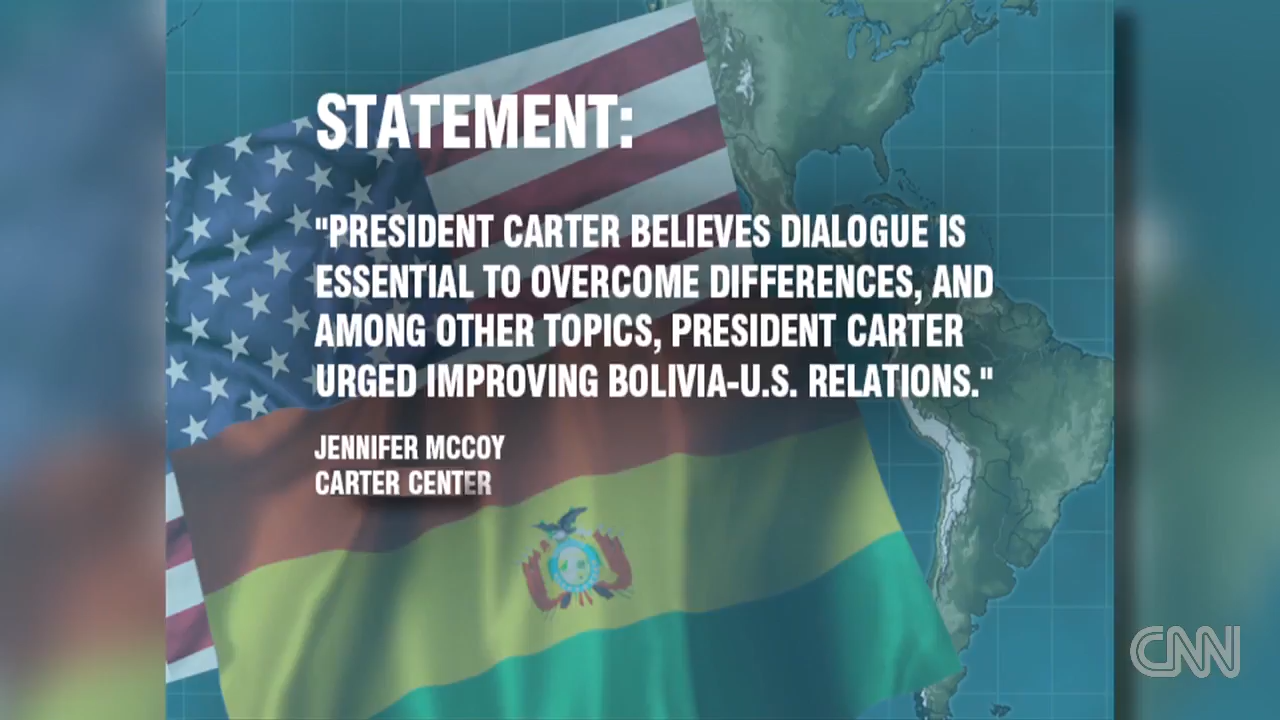 STATEMENT:
"PRESIDENT CARTER BELIEVES DIALOGUE IS
ESSENTIAL TO OVERCOME DIFFERENCES, AND
AMONG OTHER TOPICS, PRESIDENT CARTER
URGED IMPROVING BOLIVIA-U.S. RELATIONS."
JENNIFER MCCOY
CARTER CENTER
CNN